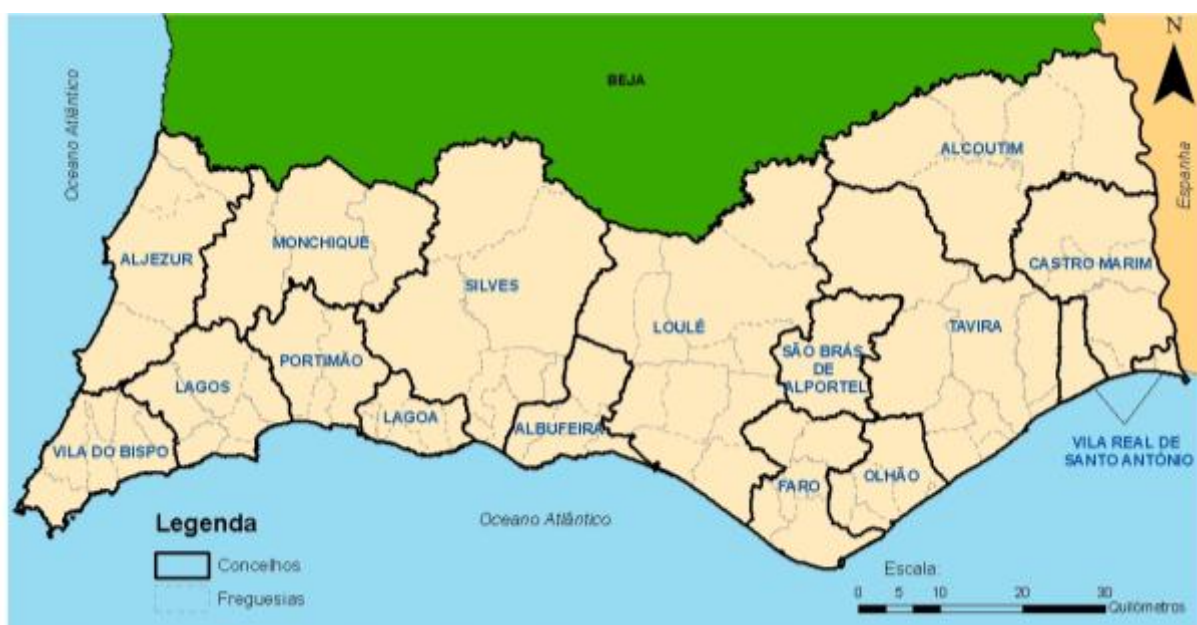 N
Oceano Atlântico
BEJA
Espanha
ALCOUTIM
ALJEZUR
MONCHIQUE
SILVES
CASTRO MARIM
LOULÉ
TAVIRA
SÃO BRÁS
DE
ALPORTEL
PORTIMÃO
LAGOS
LAGOA
ALBUFEIRA
VILA DO BISPO
VILA REAL DE
SANTO ANTÓNIO
OLHÃO
FARO
Oceano Atlântico
Legenda
Concelhos
Freguesias
Escala:
0 5 10 20 30
Quilómetros